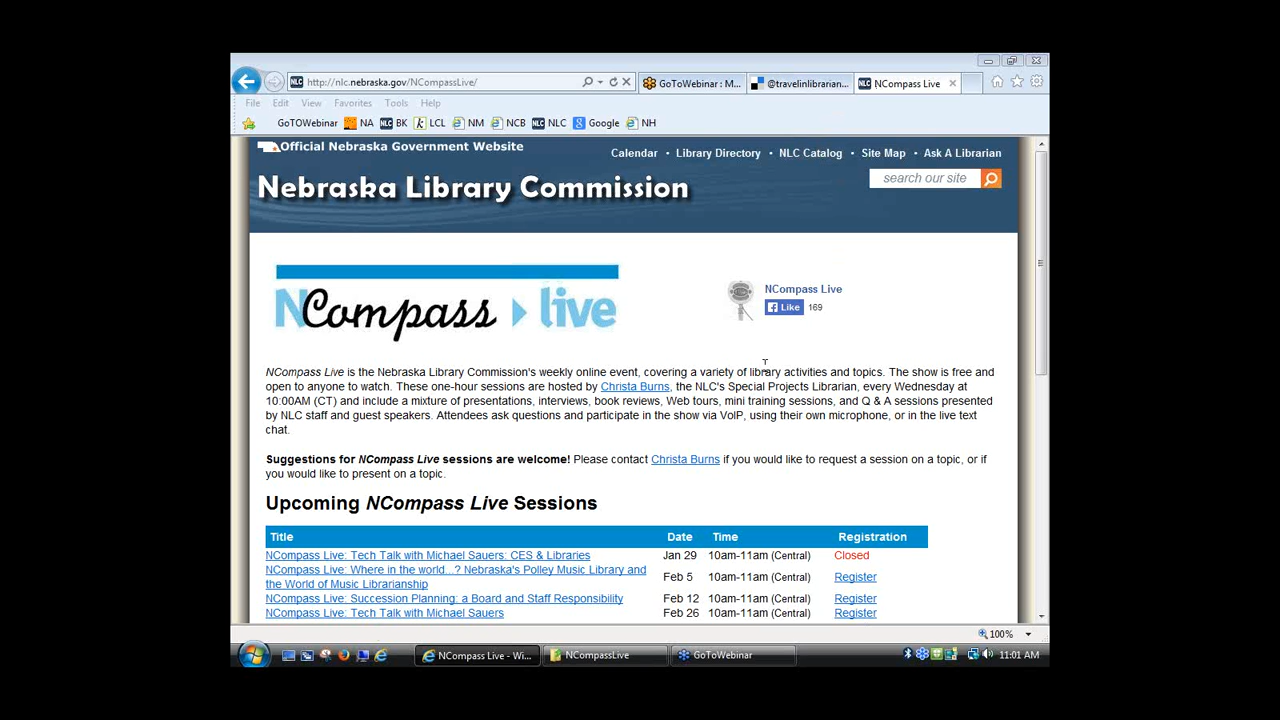 http://nlc.nebraska.gov/NCompassLive/
GoToWebinar : M...
@travelinlibrarian...
NCompass Live
File Edit View Favorites Tools Help
GoTOWebinar NA BK LCL NM NCB NLC Google NH
Official Nebraska Government Website
Calendar • Library Directory • NLC Catalog • Site Map • Ask A Librarian
Nebraska Library Commission
search our site
NCompass live
NCompass Live
Like 169
NCompass Live is the Nebraska Library Commission's weekly online event, covering a variety of library activities and topics. The show is free and
open to anyone to watch. These one-hour sessions are hosted by Christa Burns, the NLC's Special Projects Librarian, every Wednesday at
10:00AM (CT) and include a mixture of presentations, interviews, book reviews, Web tours, mini training sessions, and Q & A sessions presented
by NLC staff and guest speakers. Attendees ask questions and participate in the show via VoIP, using their own microphone, or in the live text
chat.
Suggestions for NCompass Live sessions are welcome! Please contact Christa Burns if you would like to request a session on a topic, or if
you would like to present on a topic.
Upcoming NCompass Live Sessions
Title Date Time Registration
NCompass Live: Tech Talk with Michael Sauers: CES & Libraries Jan 29 10am-11am (Central) Closed
NCompass Live: Where in the world...? Nebraska's Polley Music Library and
the World of Music Librarianship Feb 5 10am-11am (Central) Register
NCompass Live: Succession Planning: a Board and Staff Responsibility Feb 12 10am-11am (Central) Register
NCompass Live: Tech Talk with Michael Sauers Feb 26 10am-11am (Central) Register
100%
NCompass Live - Wi...
NCompassLive
GoToWebinar
11:01 AM